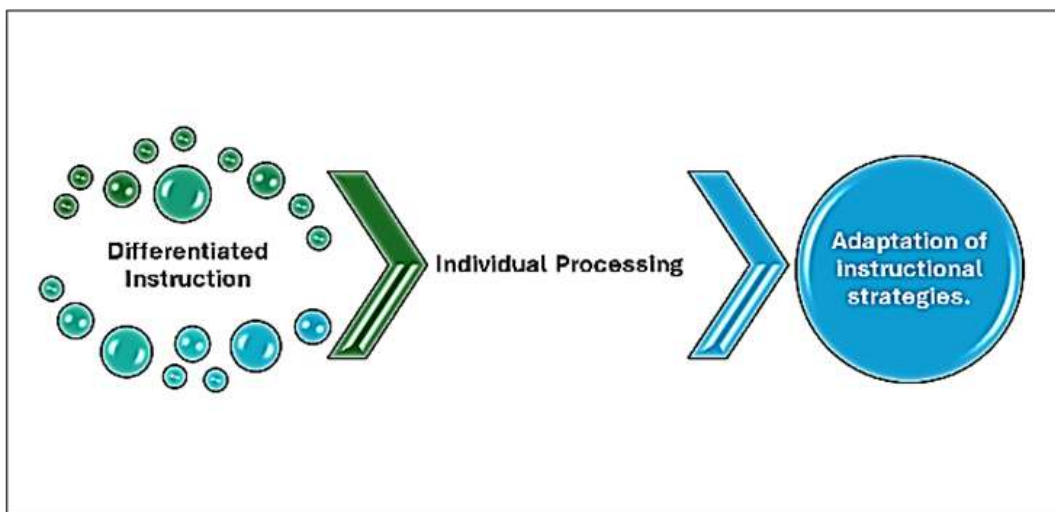 Differentiated
Instruction
Individual Processing
Adaptation of
instructional
strategies.